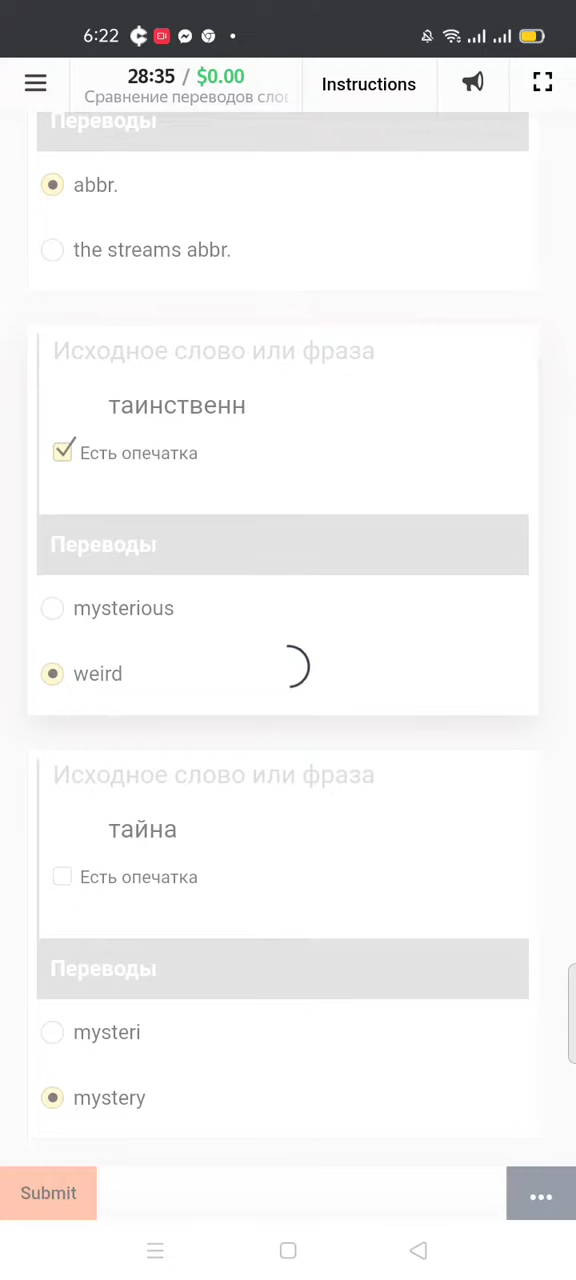 6:22
28:35 / $0.00
Сравнение переводов сло
Instructions
Переводы
abbr.
the streams abbr.
Исходное слово или фраза
таинственн
Есть опечатка
Переводы
mysterious
weird
Исходное слово или фраза
тайна
Есть опечатка
Переводы
mysteri
mystery
Submit